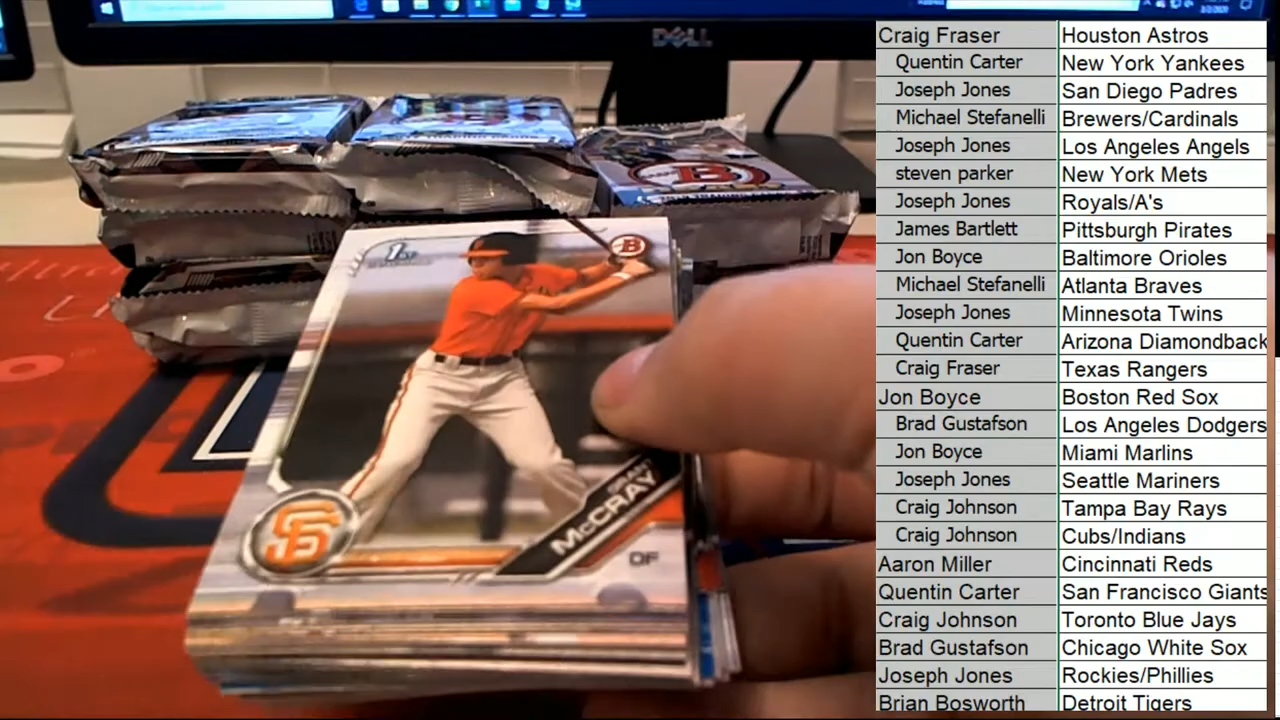 DELL
B
1ST
B
GRANT
McCRAY
OF
SF
Craig Fraser Houston Astros
Quentin Carter New York Yankees
Joseph Jones San Diego Padres
Michael Stefanelli Brewers/Cardinals
Joseph Jones Los Angeles Angels
steven parker New York Mets
Joseph Jones Royals/A's
James Bartlett Pittsburgh Pirates
Jon Boyce Baltimore Orioles
Michael Stefanelli Atlanta Braves
Joseph Jones Minnesota Twins
Quentin Carter Arizona Diamondback
Craig Fraser Texas Rangers
Jon Boyce Boston Red Sox
Brad Gustafson Los Angeles Dodgers
Jon Boyce Miami Marlins
Joseph Jones Seattle Mariners
Craig Johnson Tampa Bay Rays
Craig Johnson Cubs/Indians
Aaron Miller Cincinnati Reds
Quentin Carter San Francisco Giants
Craig Johnson Toronto Blue Jays
Brad Gustafson Chicago White Sox
Joseph Jones Rockies/Phillies
Brian Bosworth Detroit Tigers